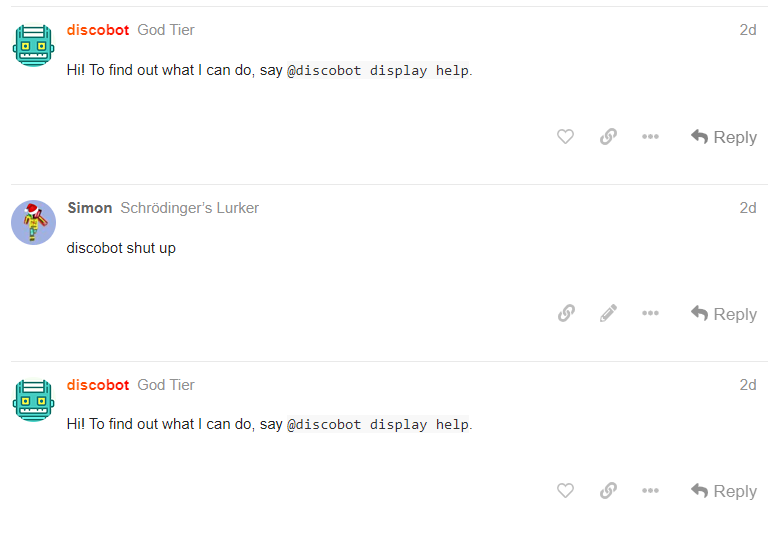 discobot God Tier 2d
Hi! To find out what I can do, say @discobot display help.
Reply
Simon Schrödinger's Lurker 2d
discobot shut up
Reply
discobot God Tier 2d
Hi! To find out what I can do, say @discobot display help.
Reply